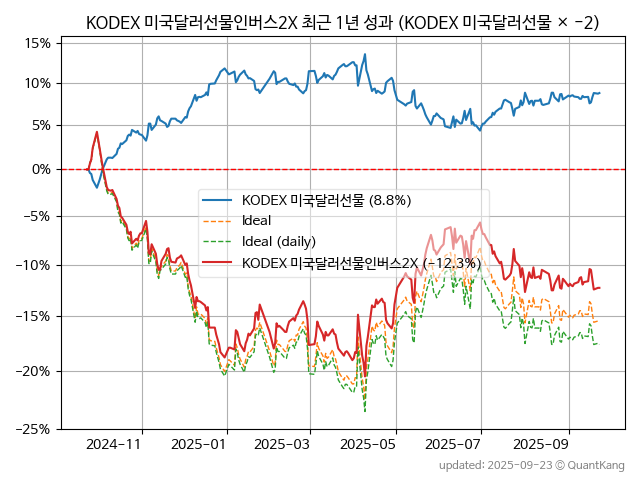 KODEX 미국달러선물인버스2X 최근 1년 성과 (KODEX 미국달러선물 × −2)
15%
10%
5%
0%
−5%
−10%
−15%
−20%
−25%
KODEX 미국달러선물 (8.8%)
Ideal
Ideal (daily)
KODEX 미국달러선물인버스2X (−12.3%)
2024-11
2025-01
2025-03
2025-05
2025-07
2025-09
updated: 2025-09-23 © QuantKang